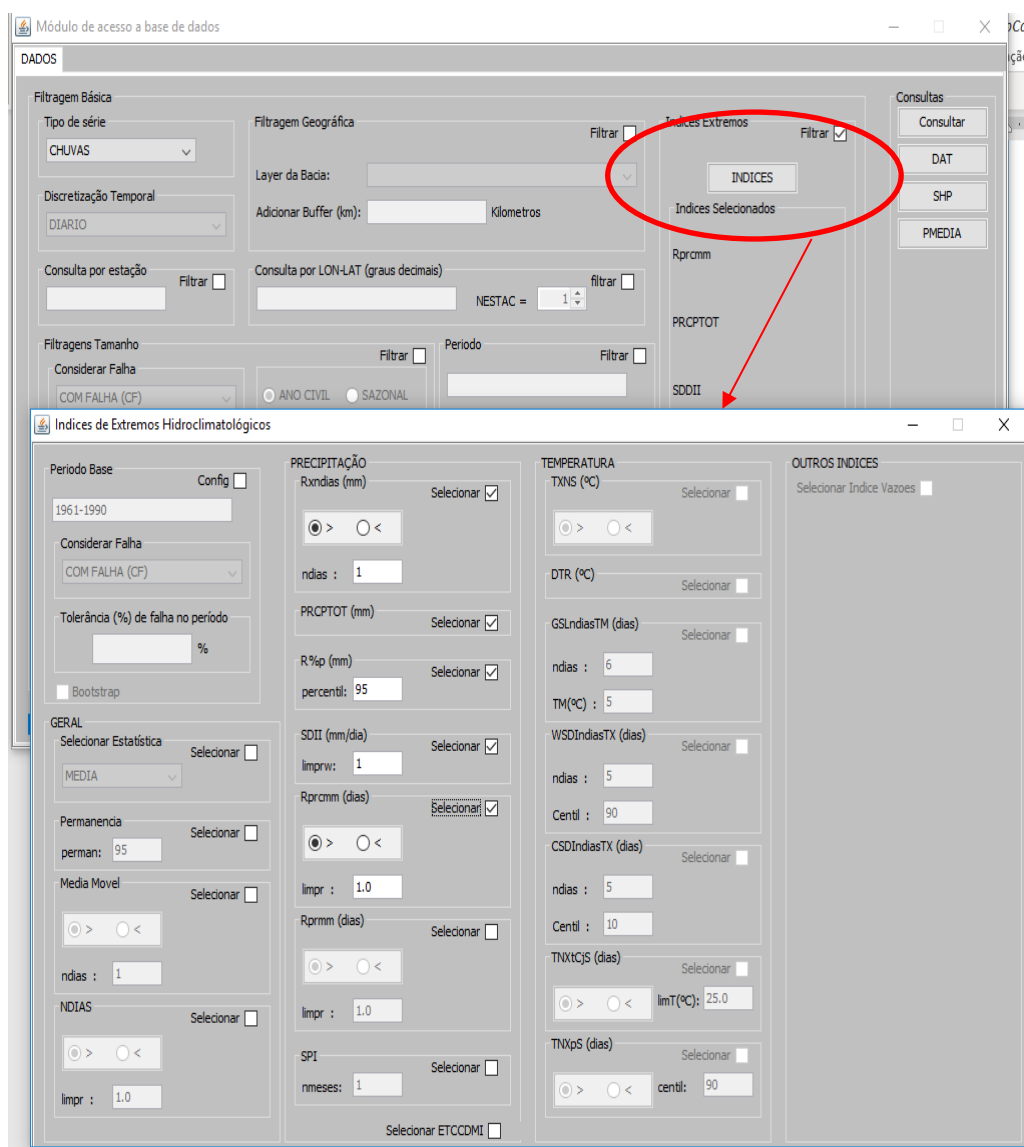 Módulo de acesso a base de dados
DADOS
Filtragem Básica
Tipo de série
CHUVAS
Discretização Temporal
DIARIO
Consulta por estação
Filtrar
Filtragem Geográfica
Filtrar
Layer da Bacia:
Adicionar Buffer (km):
Kilometros
Consulta por LON-LAT (graus decimais)
filtrar
NESTAC =
1
Indices Extremos
Filtrar
INDICES
Indices Selecionados
Rprcmm
PRCPTOT
SDDII
Consultas
Consultar
DAT
SHP
PMEDIA
Filtragens Tamanho
Filtrar
Considerar Falha
COM FALHA (CF)
ANO CIVIL
SAZONAL
Periodo
Filtrar
Indices de Extremos Hidroclimatológicos
Periodo Base
Config
1961-1990
Considerar Falha
COM FALHA (CF)
Tolerância (%) de falha no período
%
Bootstrap
GERAL
Selecionar Estatística
Selecionar
MEDIA
Permanencia
Selecionar
perman: 95
Media Movel
Selecionar
> <
ndias : 1
NDIAS
Selecionar
> <
limpr : 1.0
PRECIPITAÇÃO
Rxndias (mm)
Selecionar
> <
ndias : 1
PRCPTOT (mm)
Selecionar
R%p (mm)
Selecionar
percentil: 95
SDII (mm/dia)
Selecionar
limprw: 1
Rprcmm (dias)
Selecionar
> <
limpr : 1.0
Rprmm (dias)
Selecionar
> <
limpr : 1.0
SPI
Selecionar
nmeses: 1
Selecionar ETCCDMI
TEMPERATURA
TXNS (ºC)
Selecionar
> <
DTR (ºC)
Selecionar
GSLndiasTM (dias)
Selecionar
ndias : 6
TM(ºC) : 5
WSDIndiasTX (dias)
Selecionar
ndias : 5
Centil : 90
CSDIndiasTX (dias)
Selecionar
ndias : 5
Centil : 10
TNXtCjS (dias)
Selecionar
> <
limT(ºC): 25.0
TNXpS (dias)
Selecionar
> <
centil: 90
OUTROS INDICES
Selecionar Indice Vazoes